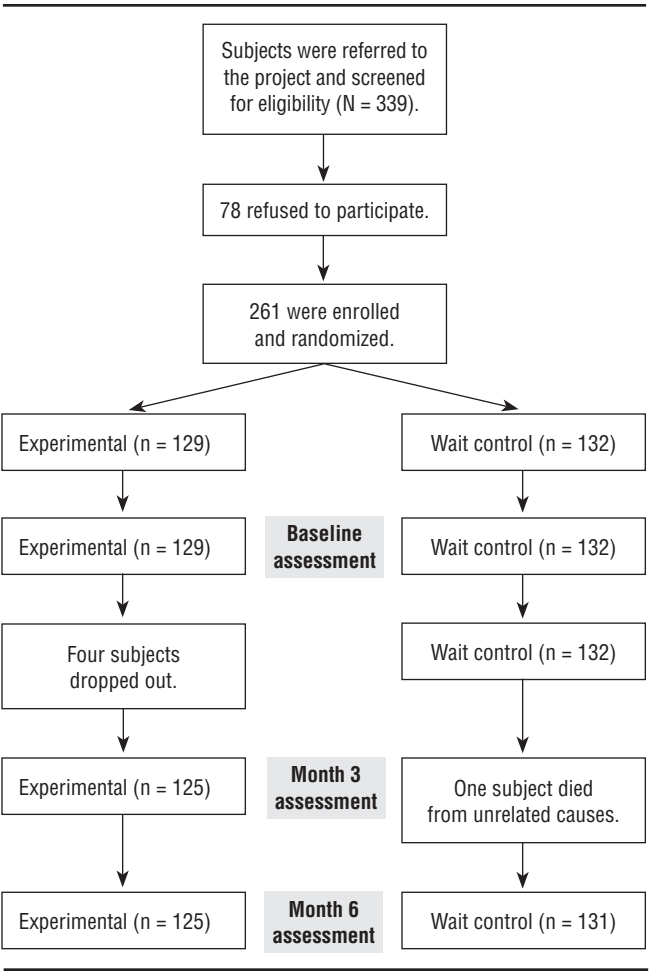 Subjects were referred to
the project and screened
for eligibility (N = 339).
78 refused to participate.
261 were enrolled
and randomized.
Experimental (n = 129)
Wait control (n = 132)
Experimental (n = 129)
Baseline
assessment
Wait control (n = 132)
Four subjects
dropped out.
Wait control (n = 132)
Experimental (n = 125)
Month 3
assessment
One subject died
from unrelated causes.
Experimental (n = 125)
Month 6
assessment
Wait control (n = 131)